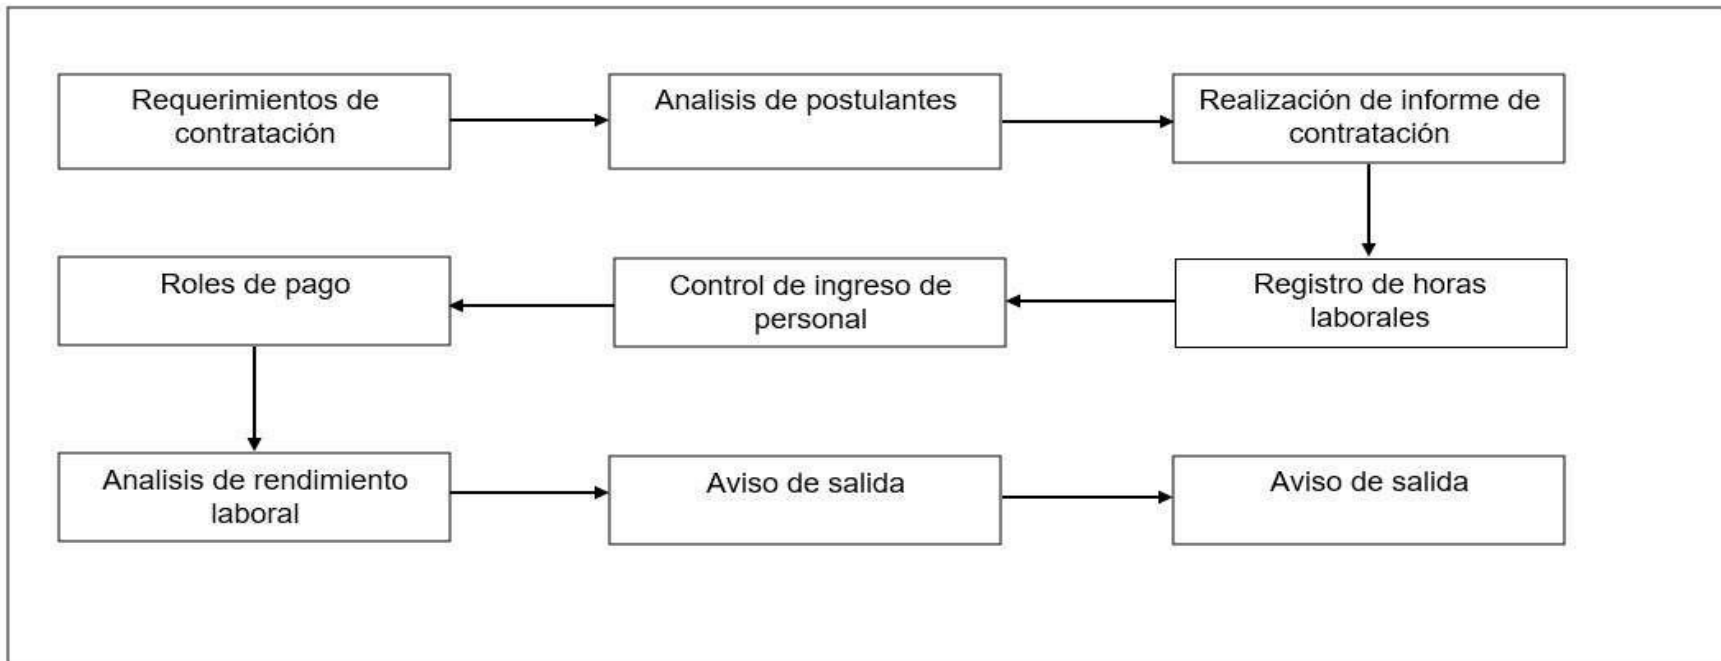 Requerimientos de
contratación
Analisis de postulantes
Realización de informe de
contratación
Registro de horas
laborales
Control de ingreso de
personal
Roles de pago
Analisis de rendimiento
laboral
Aviso de salida
Aviso de salida